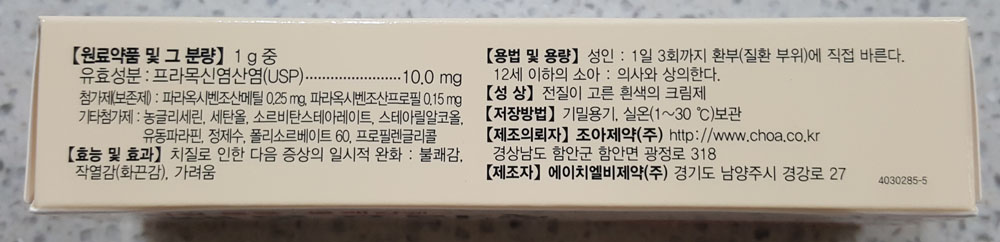 【원료약품 및 그 분량】 1 g 중
유효성분 : 프라목신염산염(USP)························10.0 mg
첨가제(보존제) : 파라옥시벤조산메틸 0.25 mg, 파라옥시벤조산프로필 0.15 mg
기타첨가제 : 농글리세린, 세탄올, 소르비탄스테아레이트, 스테아릴알코올,
유동파라핀, 정제수, 폴리소르베이트 60, 프로필렌글리콜
【효능 및 효과】 치질로 인한 다음 증상의 일시적 완화 : 불쾌감,
작열감(화끈감), 가려움
【용법 및 용량】 성인 : 1일 3회까지 환부(질환 부위)에 직접 바른다.
12세 이하의 소아 : 의사와 상의한다.
【성 상】 전질이 고른 흰색의 크림제
【저장방법】 기밀용기, 실온(1~30 ℃)보관
【제조의뢰자】 조아제약(주) http://www.choa.co.kr
경상남도 함안군 함안면 광정로 318
【제조자】 에이치엘비제약(주) 경기도 남양주시 경강로 27
4030285-5